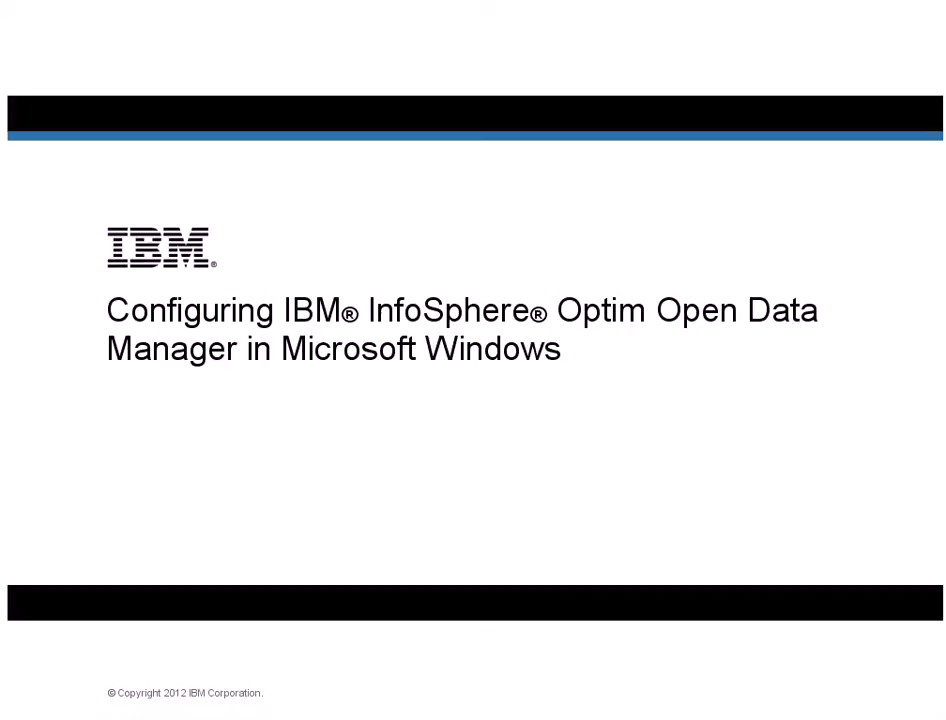 IBM®
Configuring IBM® InfoSphere® Optim Open Data
Manager in Microsoft Windows
© Copyright 2012 IBM Corporation.